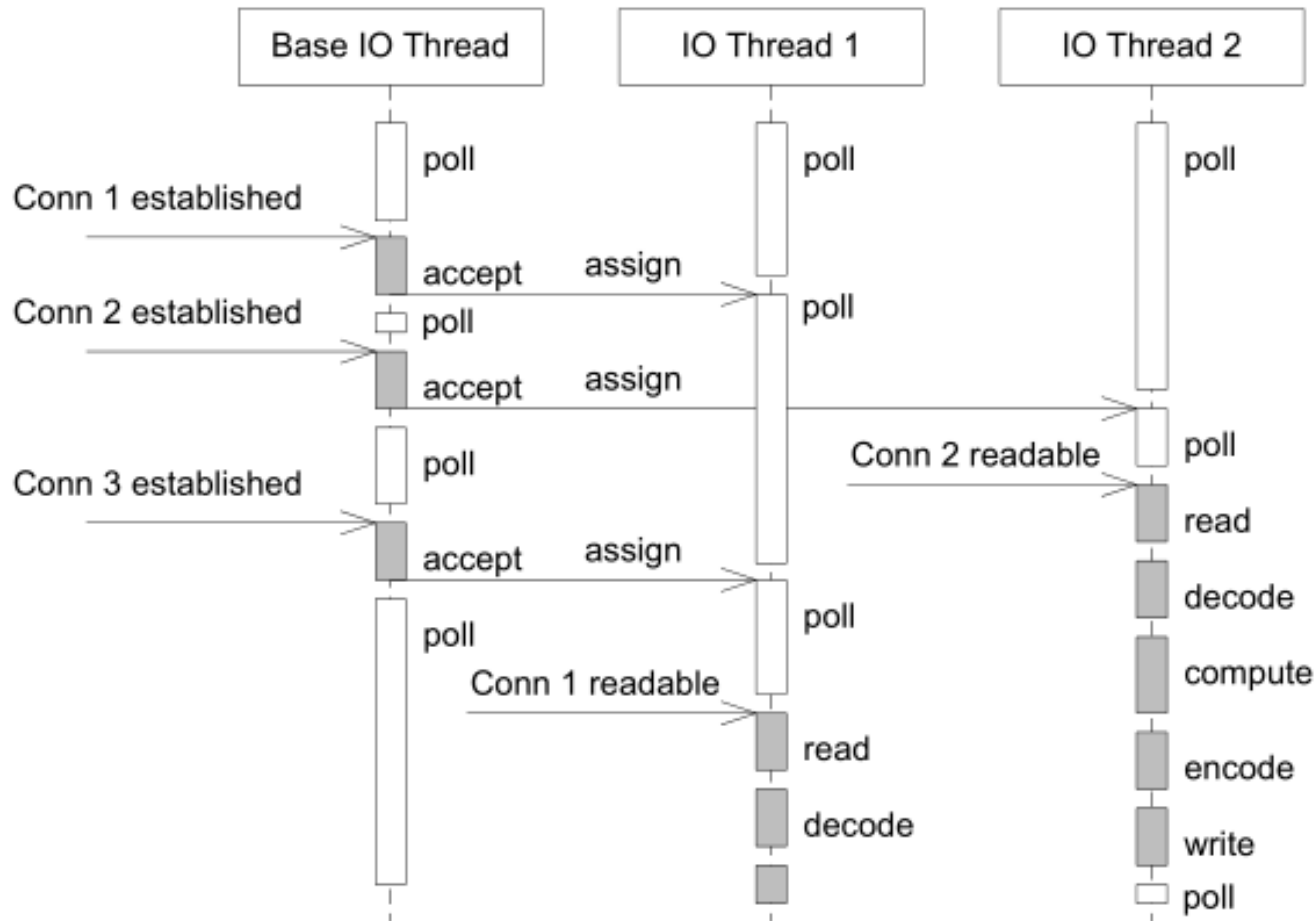 Base IO Thread
IO Thread 1
IO Thread 2
poll
poll
poll
Conn 1 established
accept
assign
poll
Conn 2 established
poll
accept
assign
poll
Conn 2 readable
poll
Conn 3 established
read
accept
assign
decode
poll
poll
Conn 1 readable
compute
read
encode
decode
write
poll